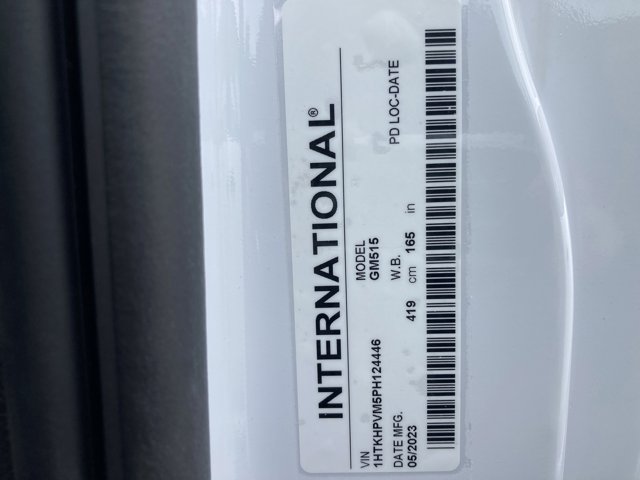 INTERNATIONAL®
VIN MODEL
1HTKHPVM5PH124446 GM515
DATE MFG. W.B. PD LOC-DATE
05/2023 419 cm 165 in